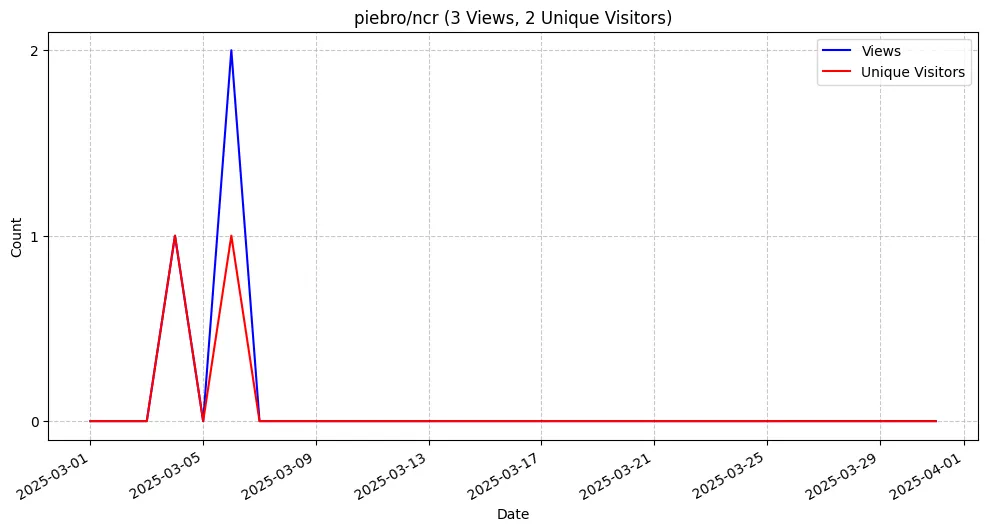 piebro/ncr (3 Views, 2 Unique Visitors)
Views
Unique Visitors
2
1
0
Count
2025-03-01
2025-03-05
2025-03-09
2025-03-13
2025-03-17
2025-03-21
2025-03-25
2025-03-29
2025-04-01
Date